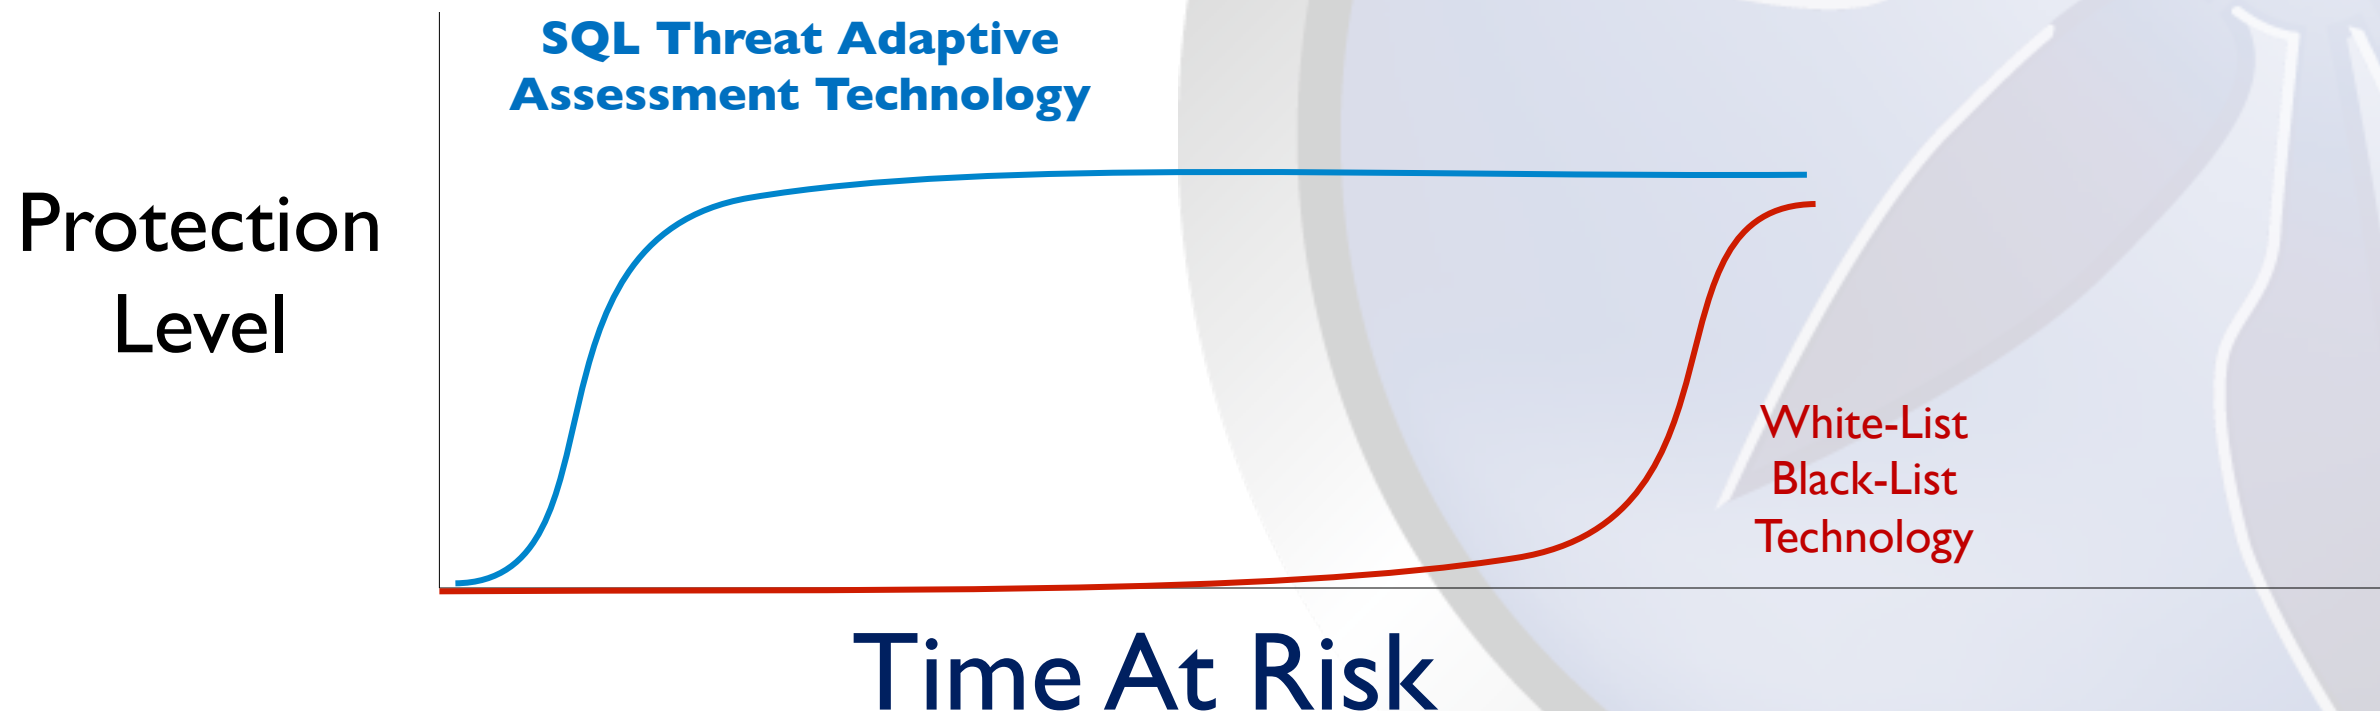 SQL Threat Adaptive
Assessment Technology
Protection
Level
White-List
Black-List
Technology
Time At Risk